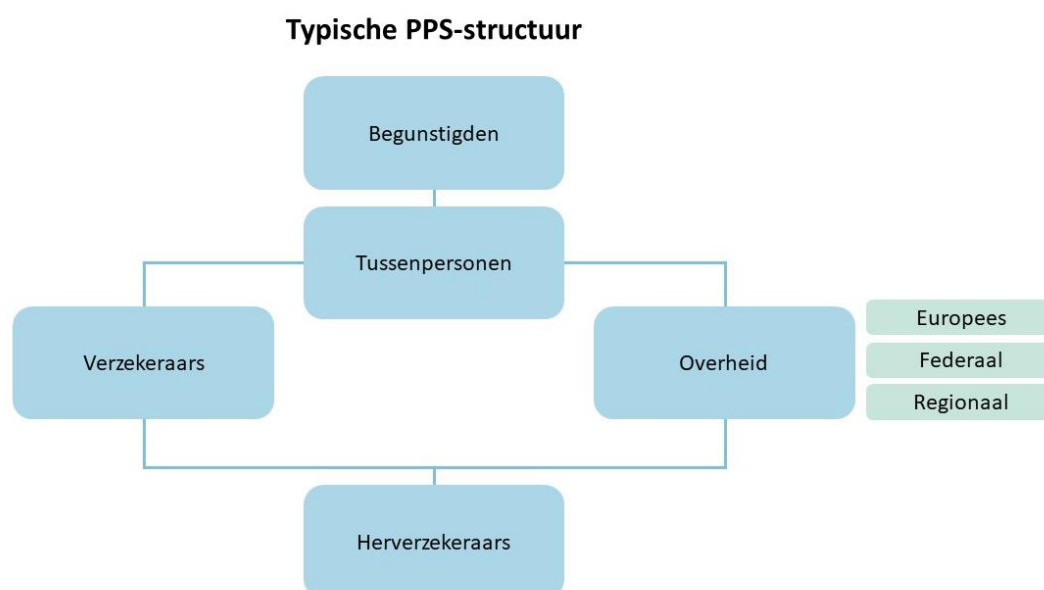 Typische PPS-structuur
Begunstigden
Tussenpersonen
Verzekeraars
Overheid
Europees
Federaal
Regionaal
Herverzekeraars